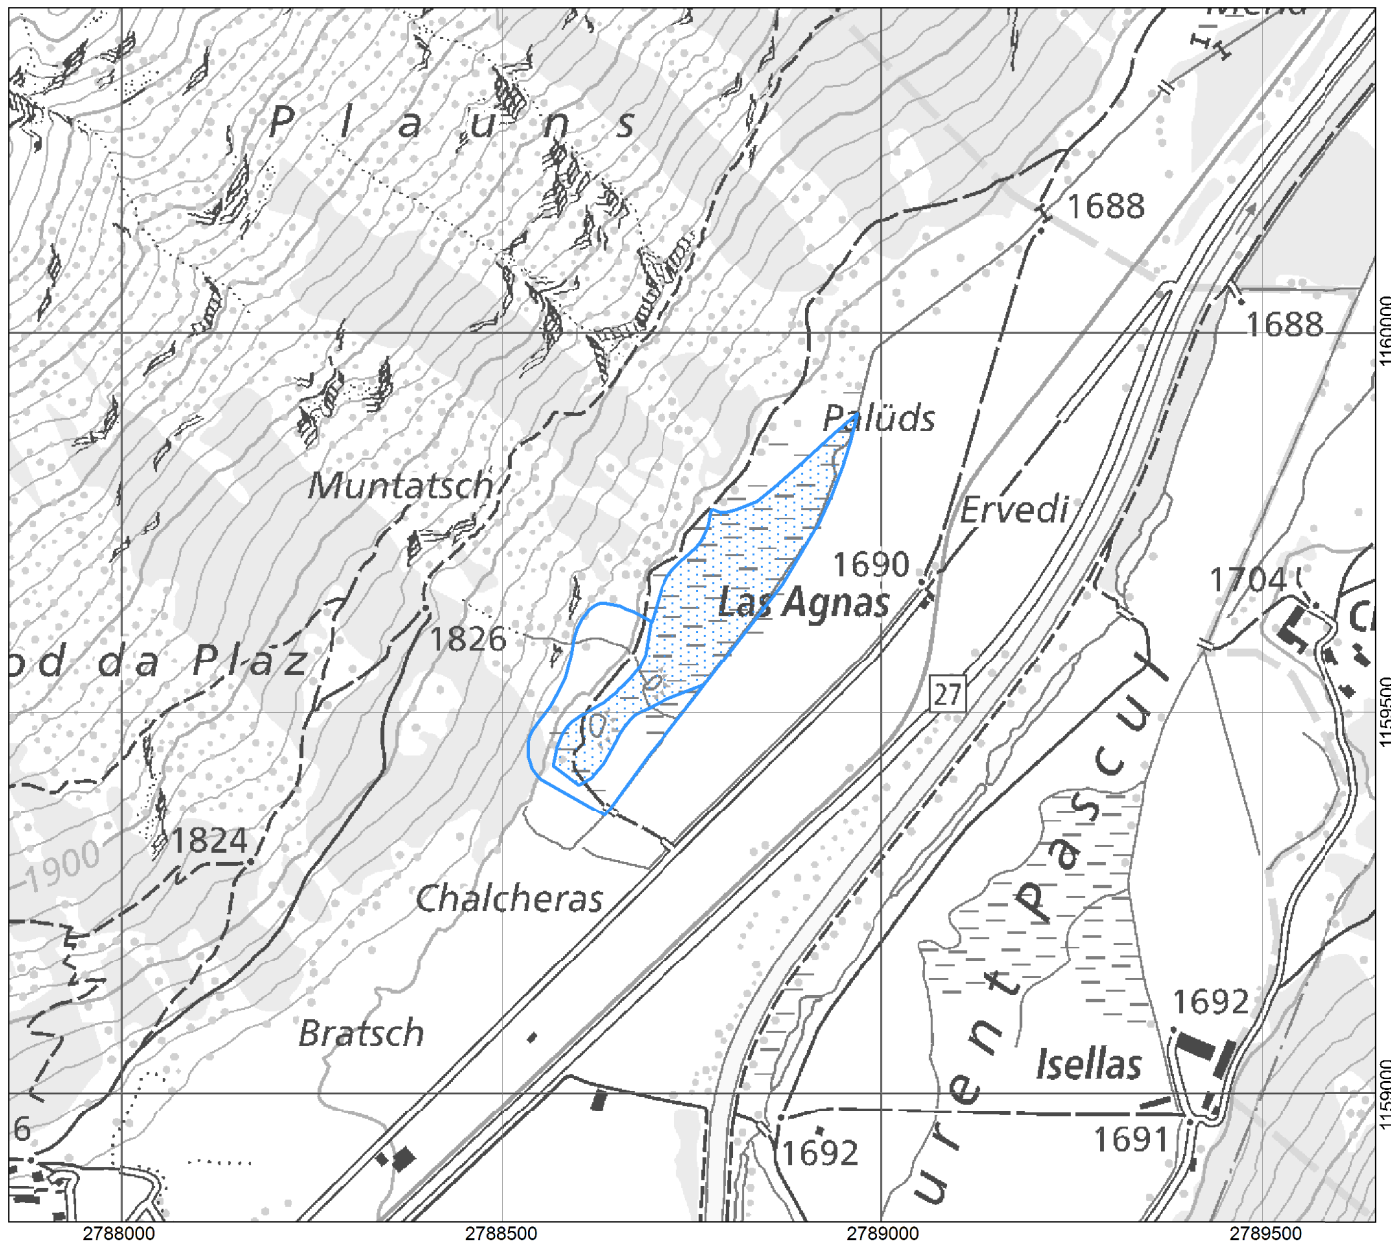 P l a u n s
1688
1688
1160000
Palüds
Muntatsch
Ervedi
1690
1704
Las Agnas
1826
od da Plaz
27
1159500
1824
1900
Chalcheras
urent Pascul
Bratsch
1692
Isellas
1159000
6
1692
1691
2788000
2788500
2789000
2789500